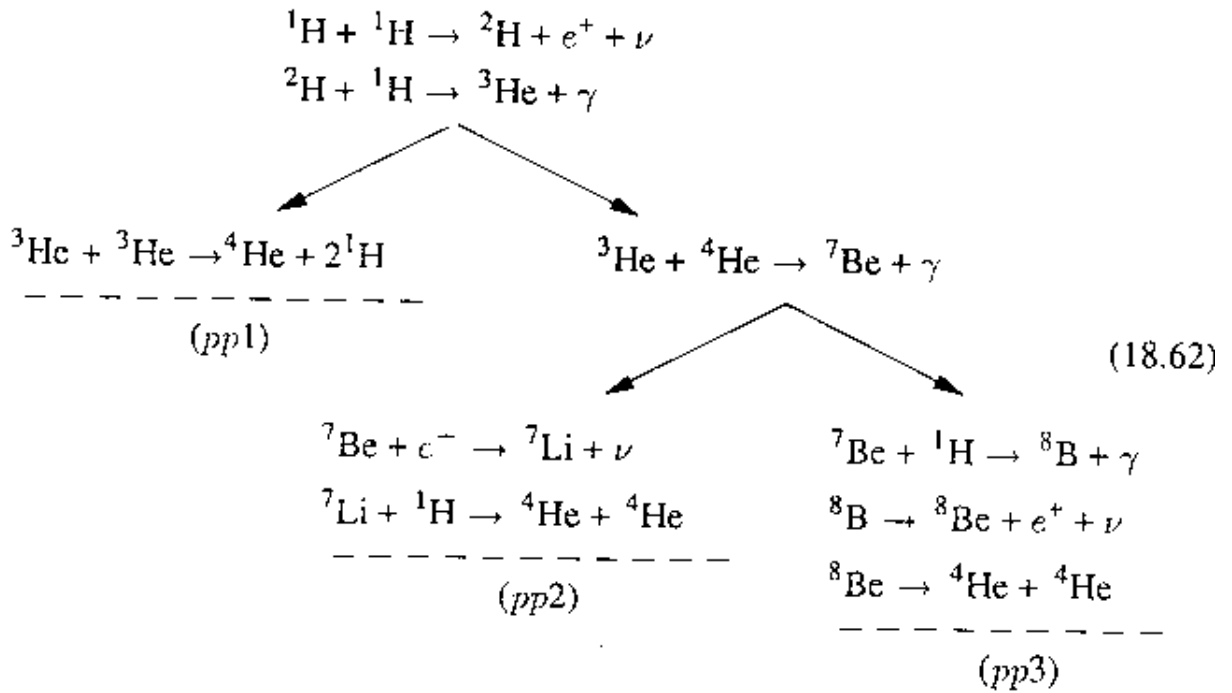 ¹H + ¹H → ²H + e⁺ + ν
²H + ¹H → ³He + γ
³He + ³He → ⁴He + 2¹H
(pp1)
³He + ⁴He → ⁷Be + γ
(18.62)
⁷Be + e⁻ → ⁷Li + ν
⁷Li + ¹H → ⁴He + ⁴He
(pp2)
⁷Be + ¹H → ⁸B + γ
⁸B → ⁸Be + e⁺ + ν
⁸Be → ⁴He + ⁴He
(pp3)